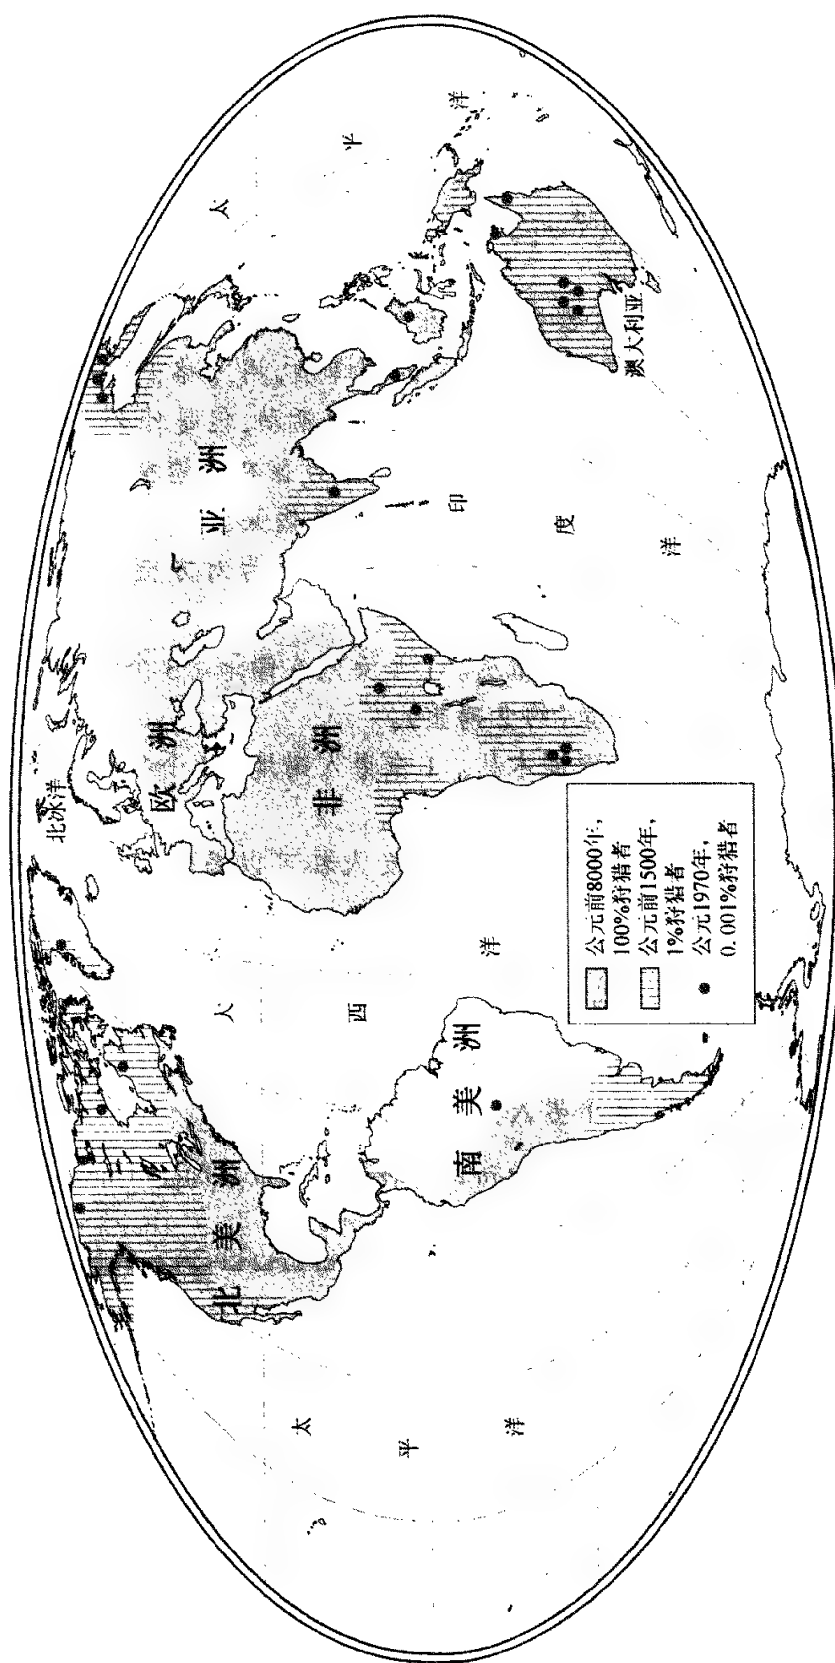 北冰洋
欧洲
亚洲
北美洲
非洲
太平洋
大西洋
太平洋
南美洲
印度洋
澳大利亚
公元前8000年，
100%狩猎者
公元前1500年，
1%狩猎者
公元1970年，
0.001%狩猎者